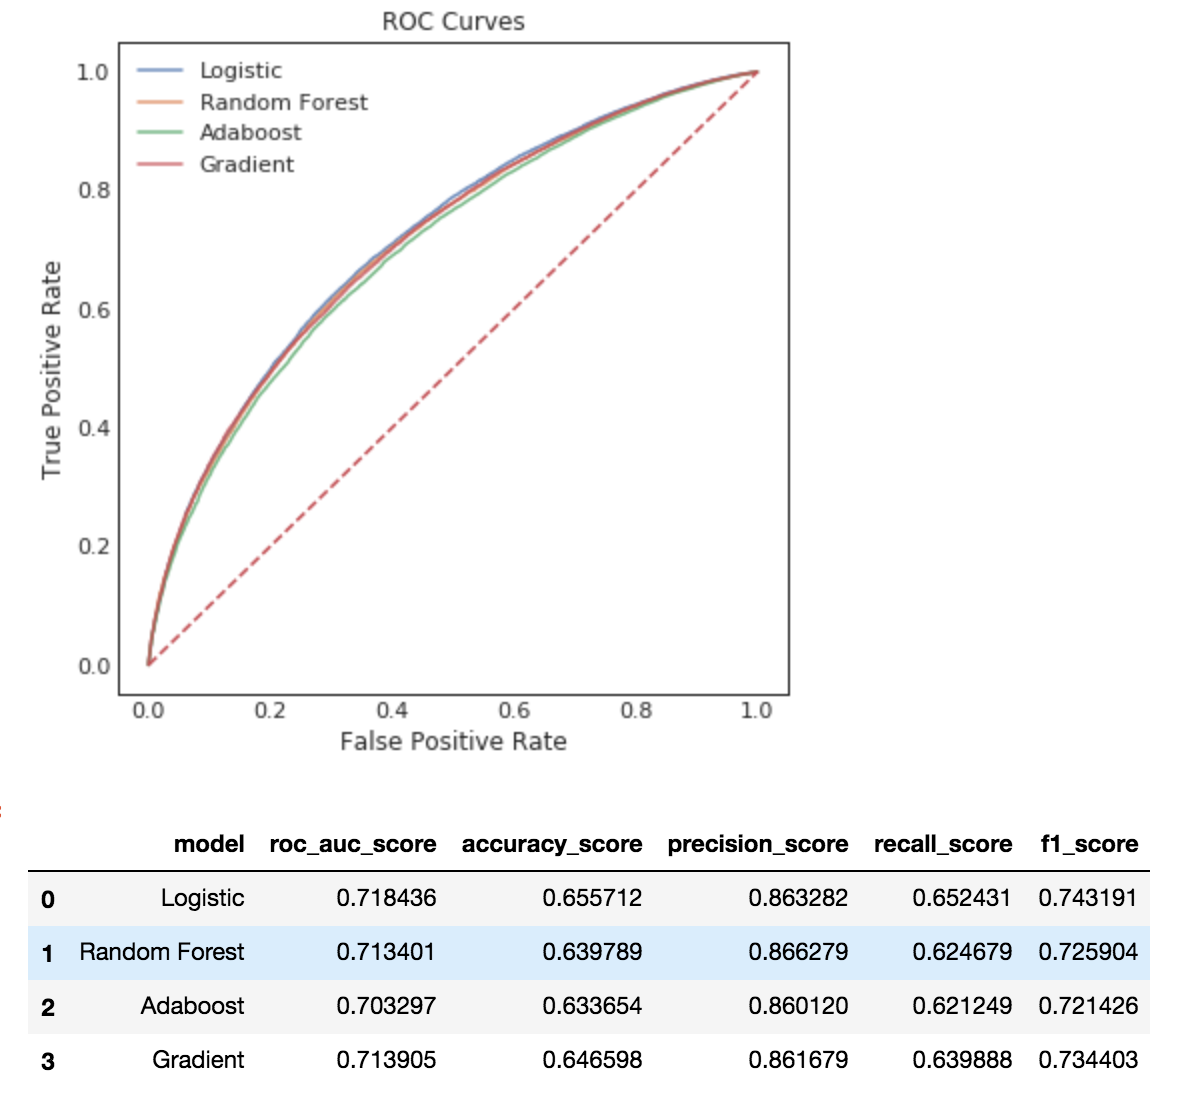 ROC Curves
Logistic
Random Forest
Adaboost
Gradient
1.0
0.8
0.6
0.4
0.2
0.0
True Positive Rate
0.0 0.2 0.4 0.6 0.8 1.0
False Positive Rate
model roc_auc_score accuracy_score precision_score recall_score f1_score
0 Logistic 0.718436 0.655712 0.863282 0.652431 0.743191
1 Random Forest 0.713401 0.639789 0.866279 0.624679 0.725904
2 Adaboost 0.703297 0.633654 0.860120 0.621249 0.721426
3 Gradient 0.713905 0.646598 0.861679 0.639888 0.734403